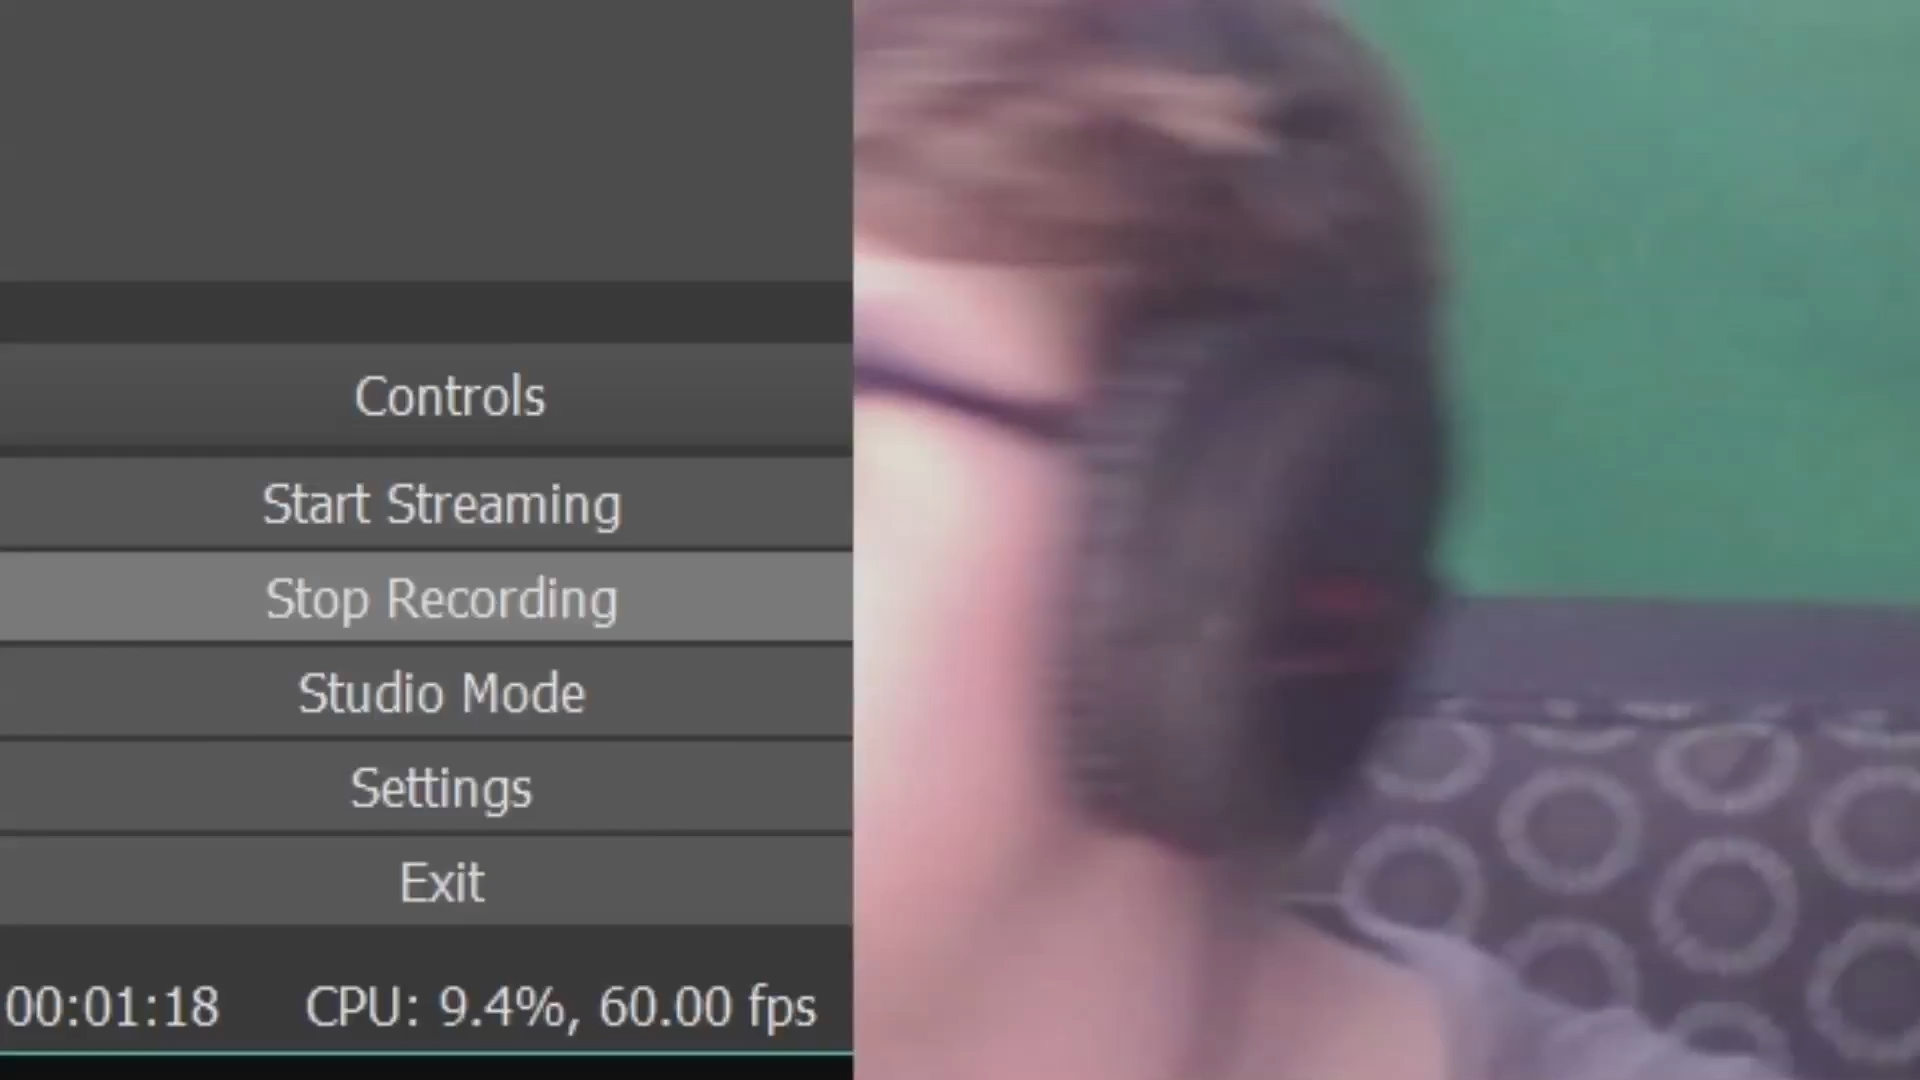 Controls
Start Streaming
Stop Recording
Studio Mode
Settings
Exit
00:01:18 CPU: 9.4%, 60.00 fps